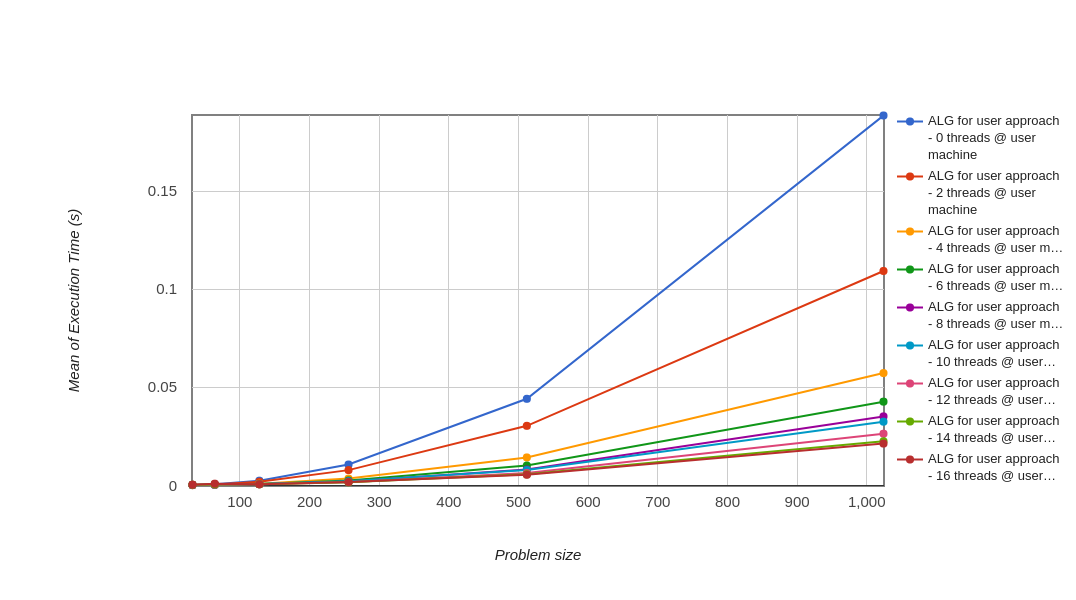 Mean of Execution Time (s)
0.15
0.1
0.05
0
100 200 300 400 500 600 700 800 900 1,000
Problem size
ALG for user approach
- 0 threads @ user
machine
ALG for user approach
- 2 threads @ user
machine
ALG for user approach
- 4 threads @ user m…
ALG for user approach
- 6 threads @ user m…
ALG for user approach
- 8 threads @ user m…
ALG for user approach
- 10 threads @ user…
ALG for user approach
- 12 threads @ user…
ALG for user approach
- 14 threads @ user…
ALG for user approach
- 16 threads @ user…